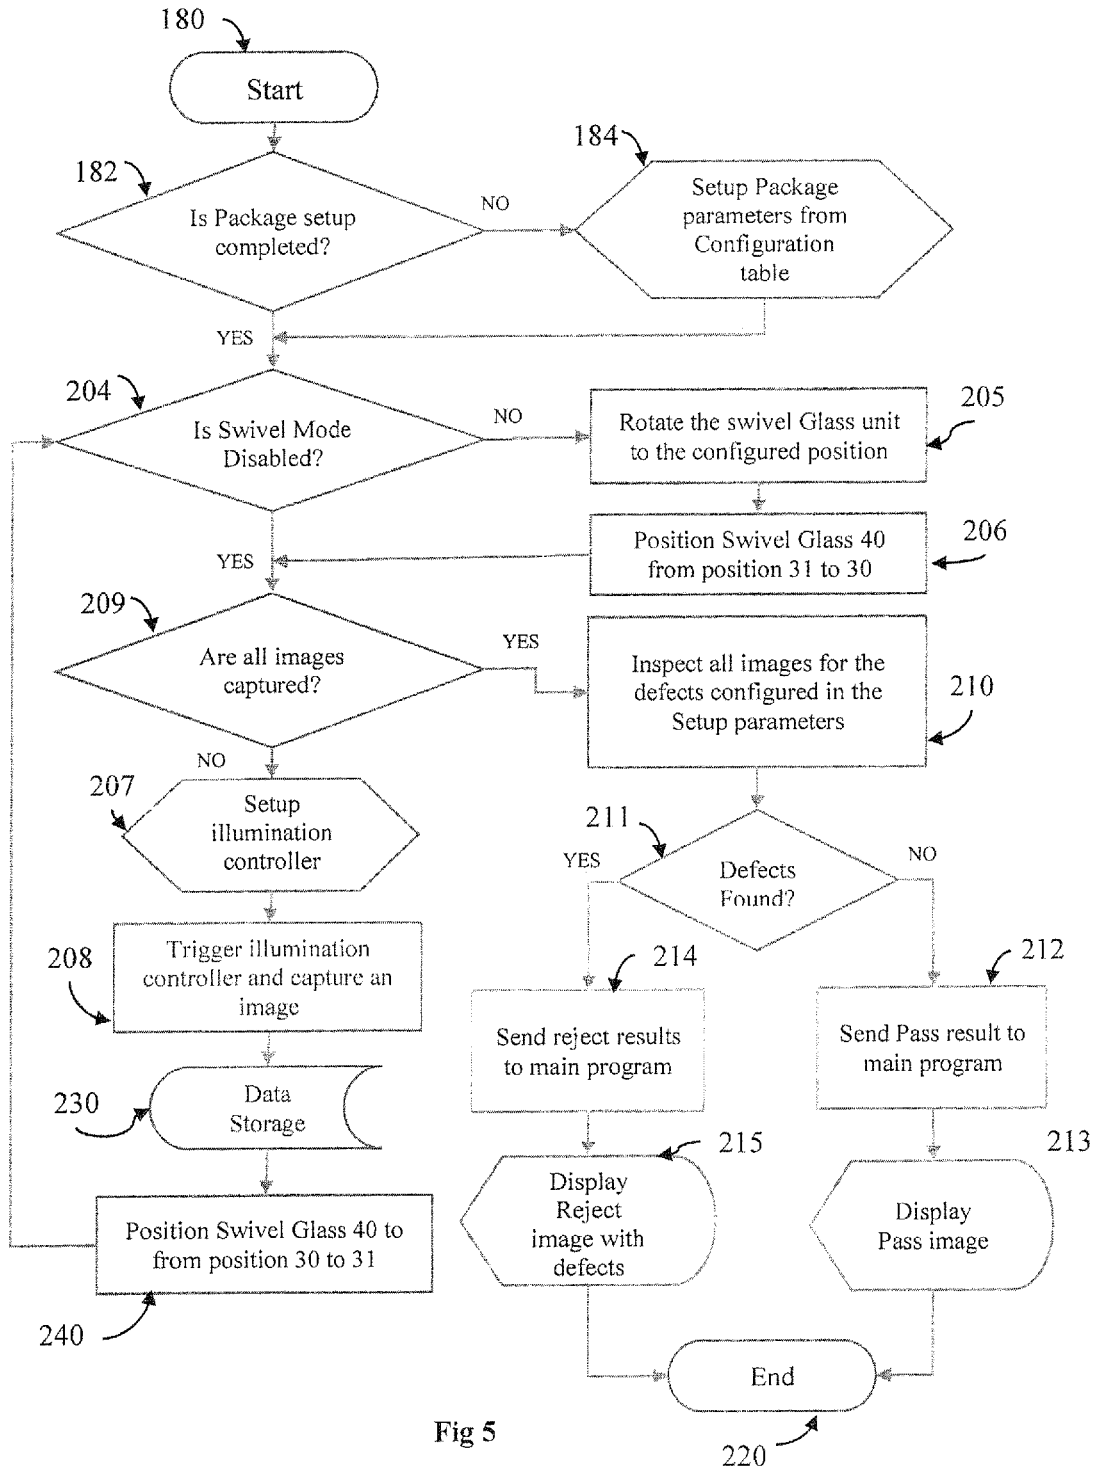 180
Start
182
Is Package setup
completed?
NO
184
Setup Package
parameters from
Configuration
table
YES
204
Is Swivel Mode
Disabled?
NO
Rotate the swivel Glass unit
to the configured position
205
YES
Position Swivel Glass 40
from position 31 to 30
206
209
Are all images
captured?
YES
Inspect all images for the
defects configured in the
Setup parameters
210
NO
207
Setup
illumination
controller
211
YES
Defects
Found?
NO
208
Trigger illumination
controller and capture an
image
214
Send reject results
to main program
212
Send Pass result to
main program
230
Data
Storage
215
Display
Reject
image with
defects
213
Display
Pass image
Position Swivel Glass 40 to
from position 30 to 31
240
End
220
Fig 5